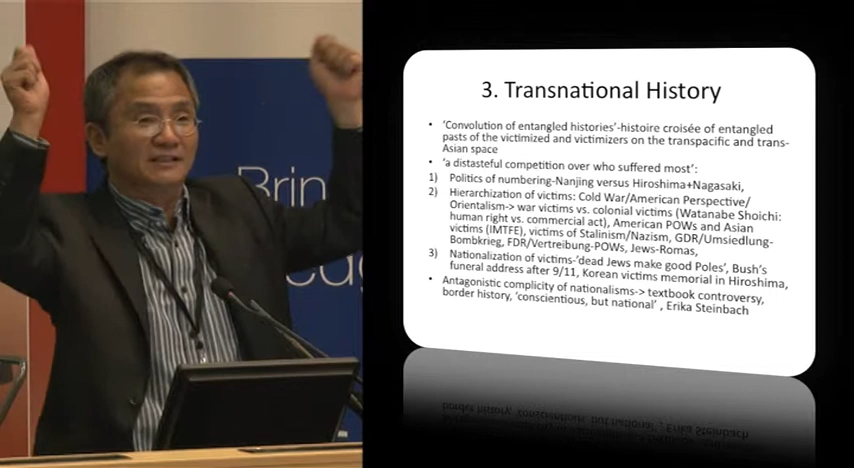 3. Transnational History
• 'Convolution of entangled histories'-histoire croisée of entangled
pasts of the victimized and victimizers on the transpacific and trans-
Asian space
• 'a distasteful competition over who suffered most':
1) Politics of numbering-Nanjing versus Hiroshima+Nagasaki,
2) Hierarchization of victims: Cold War/American Perspective/
Orientalism-> war victims vs. colonial victims (Watanabe Shoichi:
human right vs. commercial act), American POWs and Asian
victims (IMTFE), victims of Stalinism/Nazism, GDR/Umsiedlung-
Bombkrieg, FDR/Vertreibung-POWs, Jews-Romas,
3) Nationalization of victims-'dead Jews make good Poles', Bush's
funeral address after 9/11, Korean victims memorial in Hiroshima,
• Antagonistic complicity of nationalisms-> textbook controversy,
border history, 'conscientious, but national' , Erika Steinbach